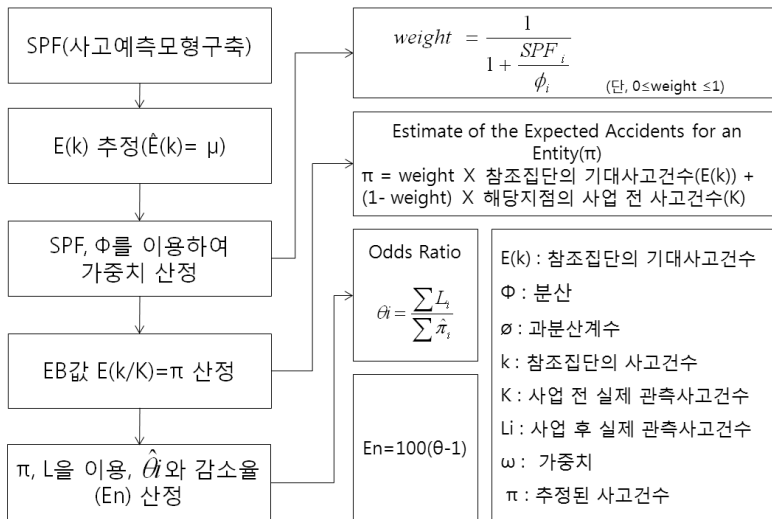 SPF(사고예측모형구축)
E(k) 추정(Ê(k)= μ)
SPF, Φ를 이용하여
가중치 산정
EB값 E(k/K)=π 산정
π, L을 이용, θ̂i와 감소율
(En) 산정
weight = 1 / (1 + SPF i / ϕi)
(단, 0≤weight ≤1)
Estimate of the Expected Accidents for an
Entity(π)
π = weight X 참조집단의 기대사고건수(E(k)) +
(1- weight) X 해당지점의 사업 전 사고건수(K)
Odds Ratio
θi = ∑Li / ∑π̂i
En=100(θ-1)
E(k) : 참조집단의 기대사고건수
Φ : 분산
ø : 과분산계수
k : 참조집단의 사고건수
K : 사업 전 실제 관측사고건수
Li : 사업 후 실제 관측사고건수
ω : 가중치
π : 추정된 사고건수